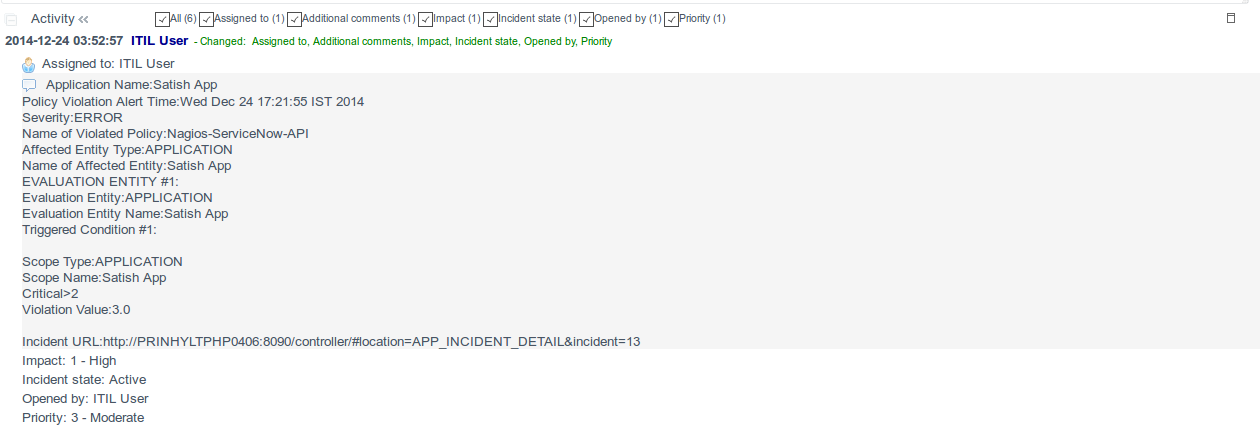 Activity All (6) Assigned to (1) Additional comments (1) Impact (1) Incident state (1) Opened by (1) Priority (1)
2014-12-24 03:52:57 ITIL User - Changed: Assigned to, Additional comments, Impact, Incident state, Opened by, Priority
Assigned to: ITIL User
Application Name:Satish App
Policy Violation Alert Time:Wed Dec 24 17:21:55 IST 2014
Severity:ERROR
Name of Violated Policy:Nagios-ServiceNow-API
Affected Entity Type:APPLICATION
Name of Affected Entity:Satish App
EVALUATION ENTITY #1:
Evaluation Entity:APPLICATION
Evaluation Entity Name:Satish App
Triggered Condition #1:
Scope Type:APPLICATION
Scope Name:Satish App
Critical>2
Violation Value:3.0
Incident URL:http://PRINHYLTPHP0406:8090/controller/#location=APP_INCIDENT_DETAIL&incident=13
Impact: 1 - High
Incident state: Active
Opened by: ITIL User
Priority: 3 - Moderate